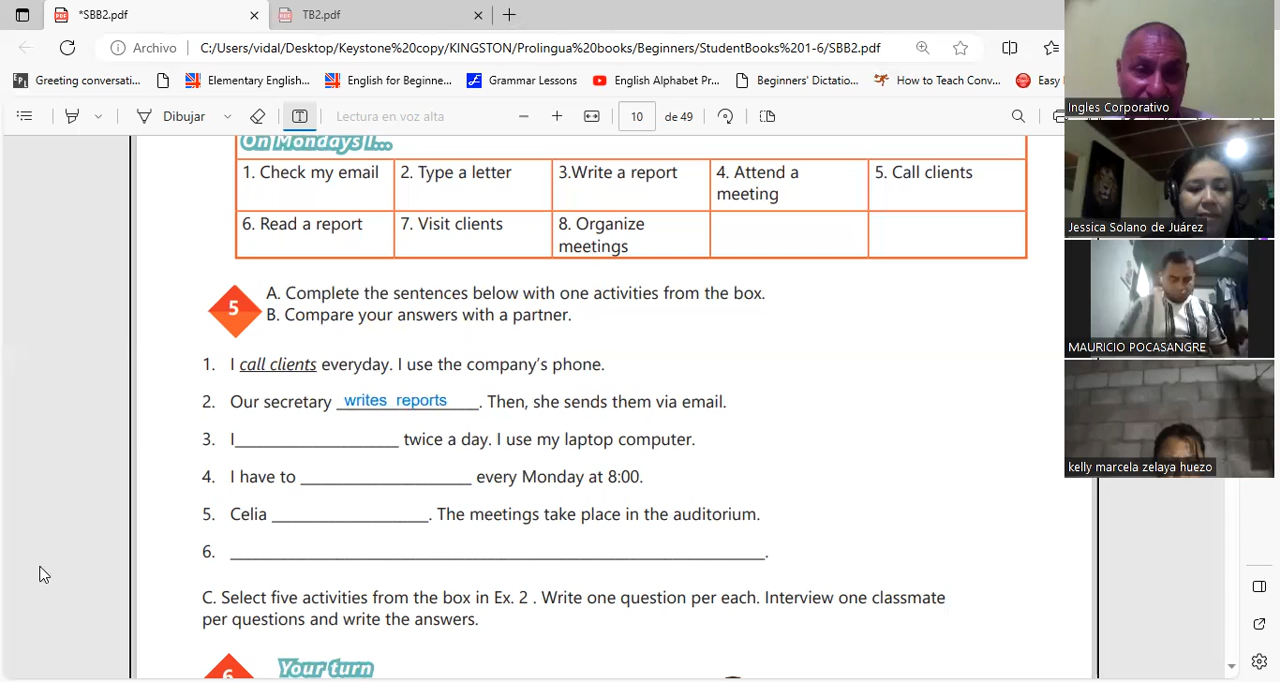 *SBB2.pdf
TB2.pdf
Archivo
C:/Users/vidal/Desktop/Keystone%20copy/KINGSTON/Prolingua%20books/Beginners/StudentBooks%201-6/SBB2.pdf
Greeting conversati...
Elementary English...
English for Beginne...
Grammar Lessons
English Alphabet Pr...
Beginners' Dictatio...
How to Teach Conv...
Easy
Dibujar
Lectura en voz alta
10
de 49
On Mondays I...
1. Check my email
2. Type a letter
3.Write a report
4. Attend a
meeting
5. Call clients
6. Read a report
7. Visit clients
8. Organize
meetings
5
A. Complete the sentences below with one activities from the box.
B. Compare your answers with a partner.
1. I call clients everyday. I use the company's phone.
2. Our secretary writes reports. Then, she sends them via email.
3. I__________________ twice a day. I use my laptop computer.
4. I have to ___________________ every Monday at 8:00.
5. Celia _________________. The meetings take place in the auditorium.
6. ___________________________________________________________.
C. Select five activities from the box in Ex. 2 . Write one question per each. Interview one classmate
per questions and write the answers.
6
Your turn
Ingles Corporativo
Jessica Solano de Juárez
MAURICIO POCASANGRE
kelly marcela zelaya huezo